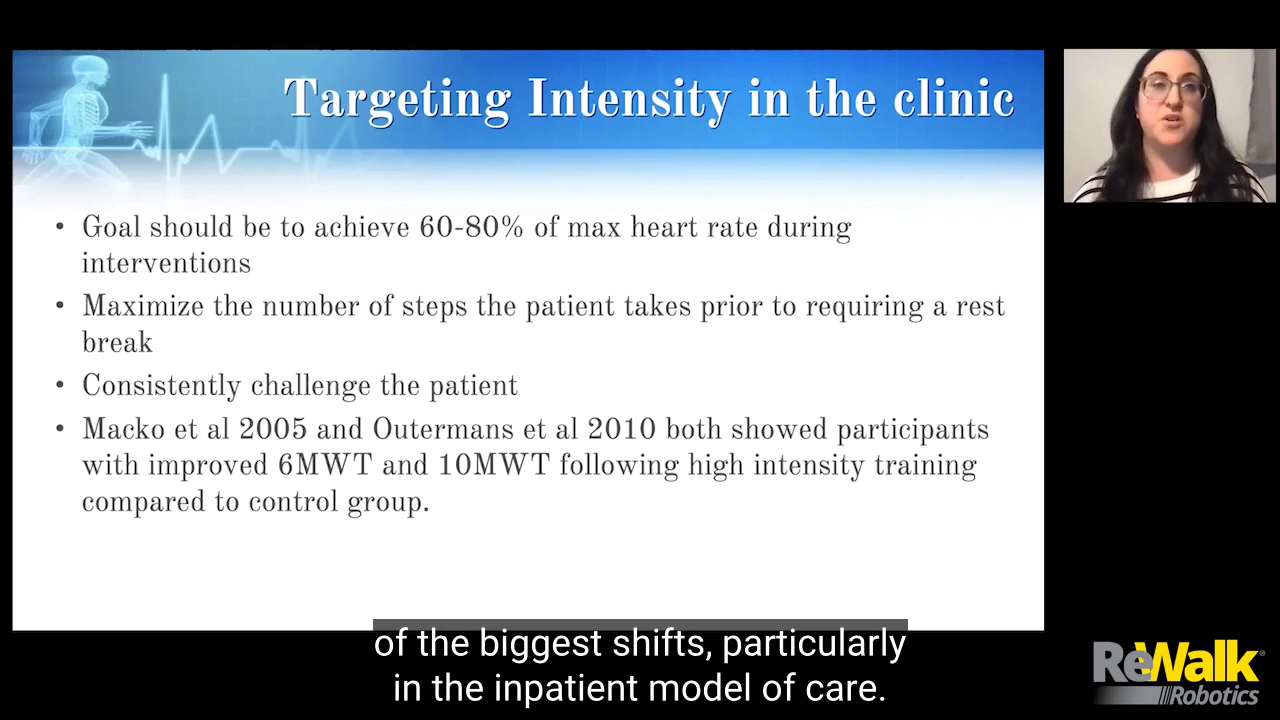 Targeting Intensity in the clinic
• Goal should be to achieve 60-80% of max heart rate during
interventions
• Maximize the number of steps the patient takes prior to requiring a rest
break
• Consistently challenge the patient
• Macko et al 2005 and Outermans et al 2010 both showed participants
with improved 6MWT and 10MWT following high intensity training
compared to control group.
of the biggest shifts, particularly
in the inpatient model of care.
ReWalk®
Robotics